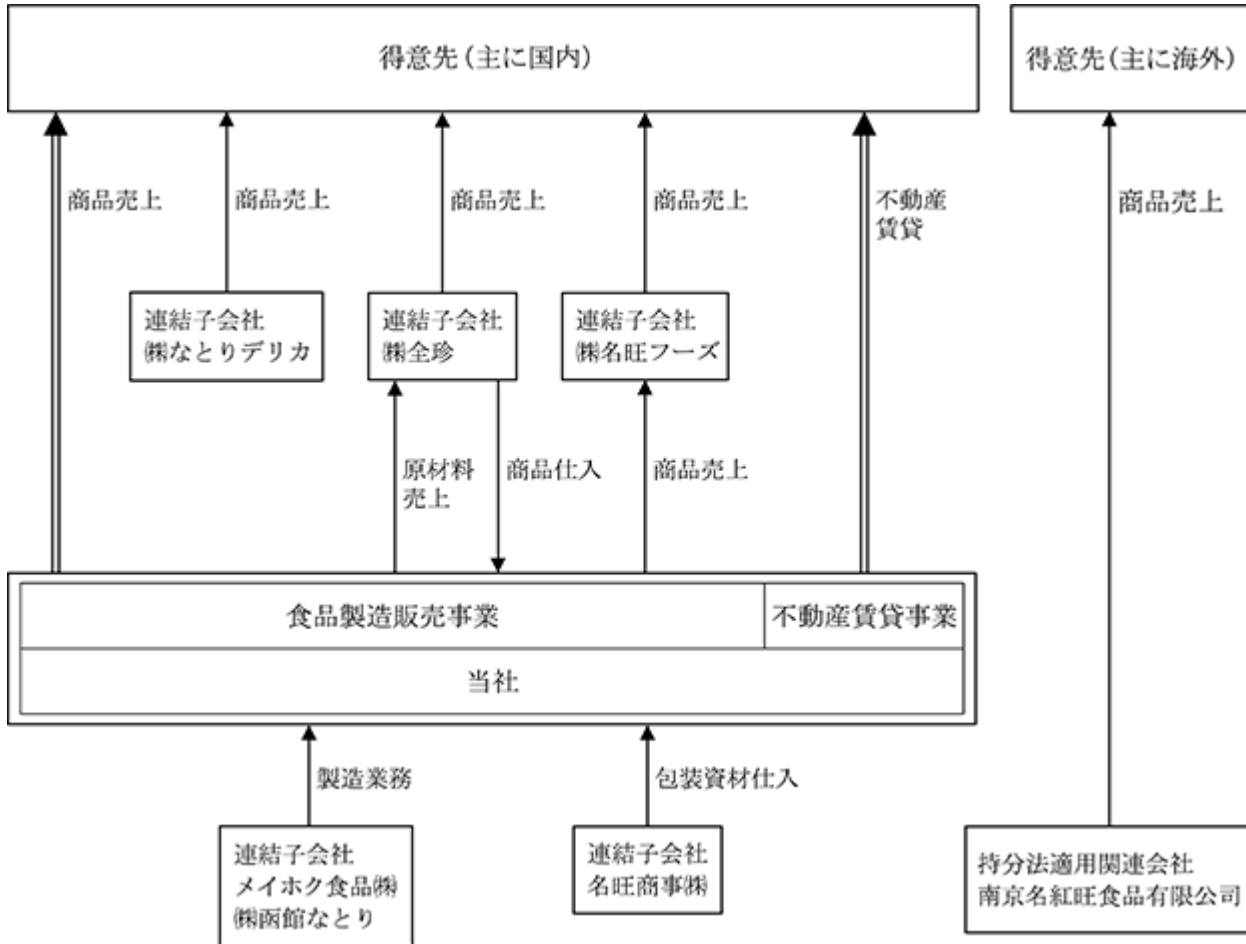 得意先（主に国内）
得意先（主に海外）
商品売上
商品売上
商品売上
商品売上
不動産
賃貸
商品売上
連結子会社
㈱なとりデリカ
連結子会社
㈱全珍
連結子会社
㈱名旺フーズ
原材料
売上
商品仕入
商品売上
食品製造販売事業
不動産賃貸事業
当社
製造業務
包装資材仕入
連結子会社
メイホク食品㈱
㈱函館なとり
連結子会社
名旺商事㈱
持分法適用関連会社
南京名紅旺食品有限公司